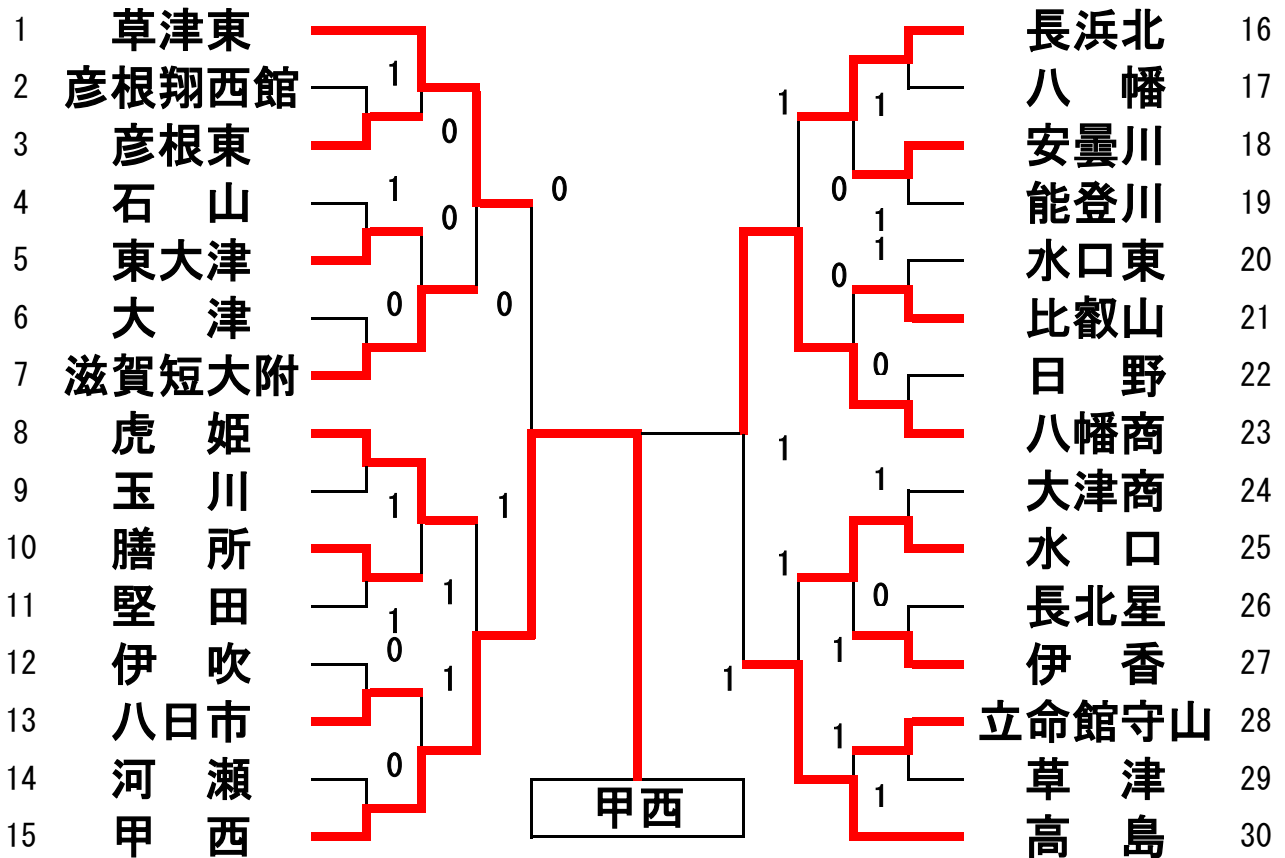 1 草津東
2 彦根翔西館
3 彦根東
4 石山
5 東大津
6 大津
7 滋賀短大附
8 虎姫
9 玉川
10 膳所
11 堅田
12 伊吹
13 八日市
14 河瀬
15 甲西
1
0
1
0
0
0
0
1
1
1
1
0
1
0
甲西
1
1
0
1
1
0
0
1
1
1
0
1
1
1
1
長浜北 16
八幡 17
安曇川 18
能登川 19
水口東 20
比叡山 21
日野 22
八幡商 23
大津商 24
水口 25
長北星 26
伊香 27
立命館守山 28
草津 29
高島 30